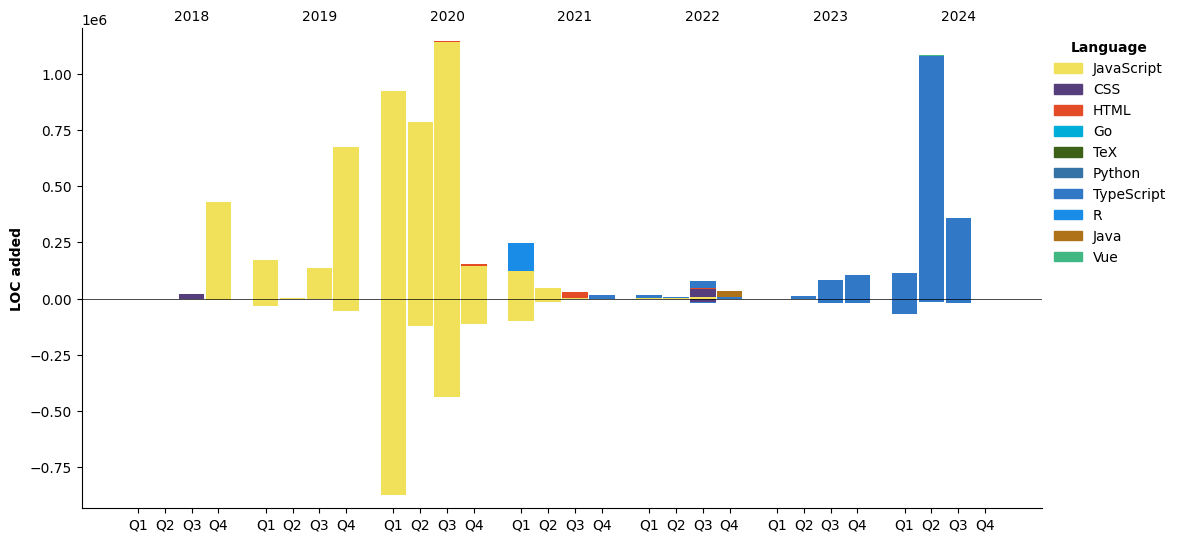 1e6
2018 2019 2020 2021 2022 2023 2024
LOC added
1.00
0.75
0.50
0.25
0.00
−0.25
−0.50
−0.75
Q1 Q2 Q3 Q4 Q1 Q2 Q3 Q4 Q1 Q2 Q3 Q4 Q1 Q2 Q3 Q4 Q1 Q2 Q3 Q4 Q1 Q2 Q3 Q4 Q1 Q2 Q3 Q4
Language
JavaScript
CSS
HTML
Go
TeX
Python
TypeScript
R
Java
Vue